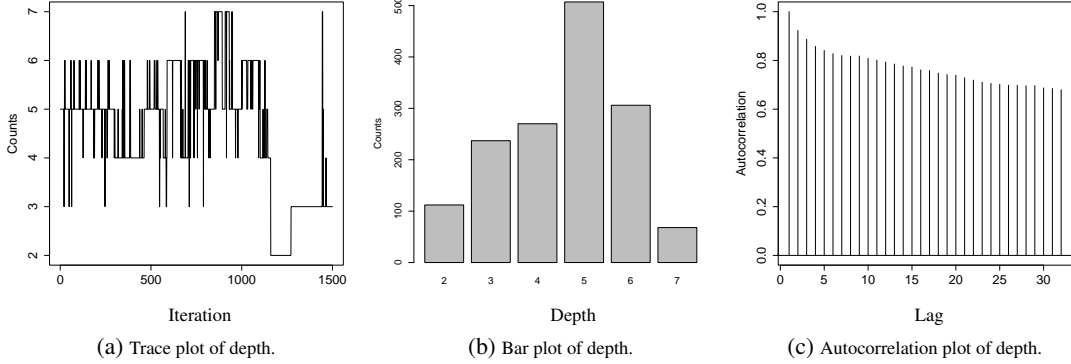 Counts
7
6
5
4
3
2
0 500 1000 1500
Iteration
(a) Trace plot of depth.
Counts
500
400
300
200
100
0
2 3 4 5 6 7
Depth
(b) Bar plot of depth.
Autocorrelation
1.0
0.8
0.6
0.4
0.2
0.0
0 5 10 15 20 25 30
Lag
(c) Autocorrelation plot of depth.